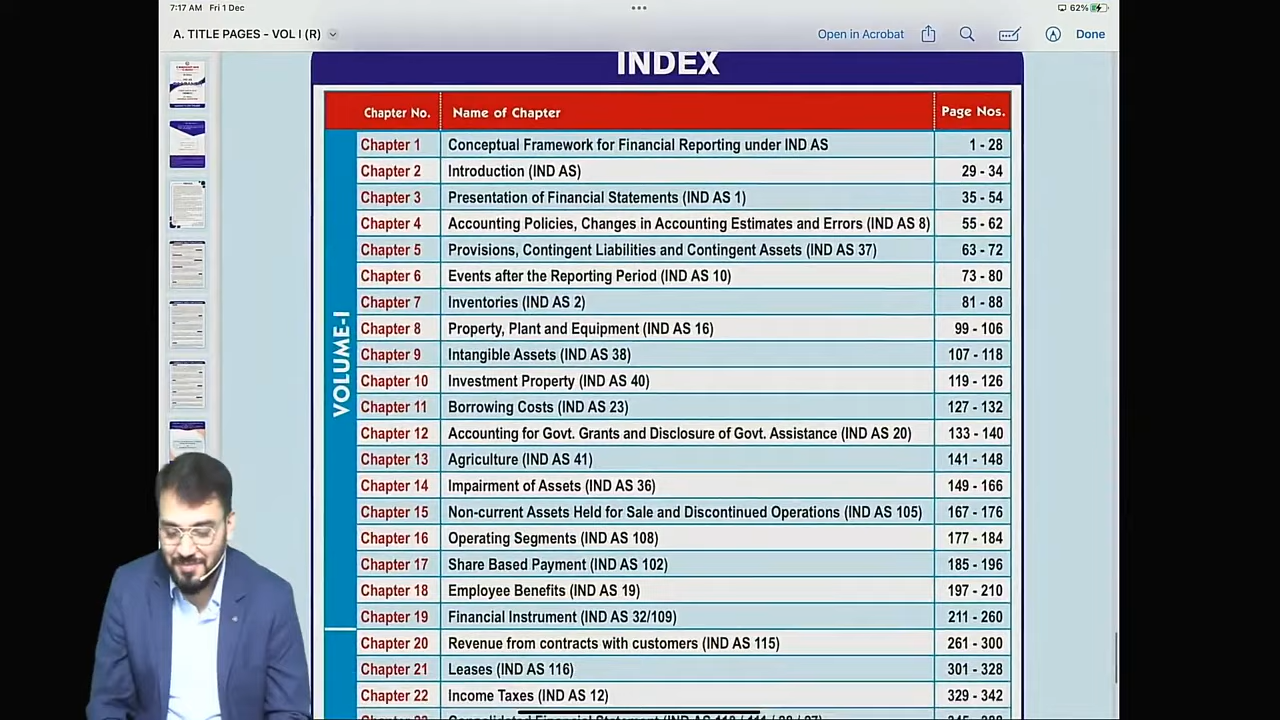 7:17 AM Fri 1 Dec
62%
A. TITLE PAGES - VOL I (R)
Open in Acrobat
Done
INDEX
Chapter No. Name of Chapter Page Nos.
VOLUME-I
Chapter 1 Conceptual Framework for Financial Reporting under IND AS 1 - 28
Chapter 2 Introduction (IND AS) 29 - 34
Chapter 3 Presentation of Financial Statements (IND AS 1) 35 - 54
Chapter 4 Accounting Policies, Changes in Accounting Estimates and Errors (IND AS 8) 55 - 62
Chapter 5 Provisions, Contingent Liabilities and Contingent Assets (IND AS 37) 63 - 72
Chapter 6 Events after the Reporting Period (IND AS 10) 73 - 80
Chapter 7 Inventories (IND AS 2) 81 - 88
Chapter 8 Property, Plant and Equipment (IND AS 16) 99 - 106
Chapter 9 Intangible Assets (IND AS 38) 107 - 118
Chapter 10 Investment Property (IND AS 40) 119 - 126
Chapter 11 Borrowing Costs (IND AS 23) 127 - 132
Chapter 12 Accounting for Govt. Grants and Disclosure of Govt. Assistance (IND AS 20) 133 - 140
Chapter 13 Agriculture (IND AS 41) 141 - 148
Chapter 14 Impairment of Assets (IND AS 36) 149 - 166
Chapter 15 Non-current Assets Held for Sale and Discontinued Operations (IND AS 105) 167 - 176
Chapter 16 Operating Segments (IND AS 108) 177 - 184
Chapter 17 Share Based Payment (IND AS 102) 185 - 196
Chapter 18 Employee Benefits (IND AS 19) 197 - 210
Chapter 19 Financial Instrument (IND AS 32/109) 211 - 260
Chapter 20 Revenue from contracts with customers (IND AS 115) 261 - 300
Chapter 21 Leases (IND AS 116) 301 - 328
Chapter 22 Income Taxes (IND AS 12) 329 - 342